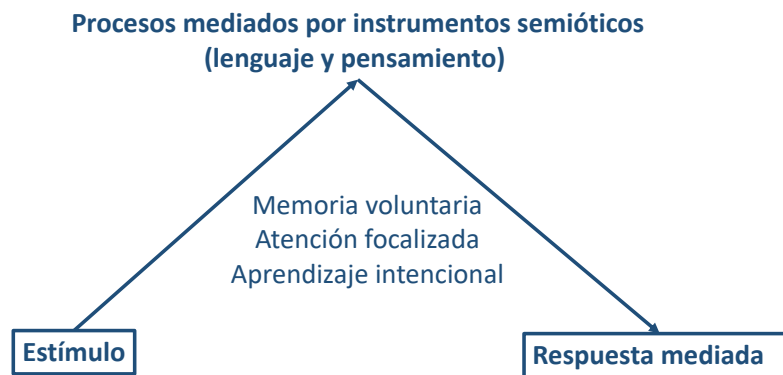 Procesos mediados por instrumentos semióticos
(lenguaje y pensamiento)
Memoria voluntaria
Atención focalizada
Aprendizaje intencional
Estímulo
Respuesta mediada